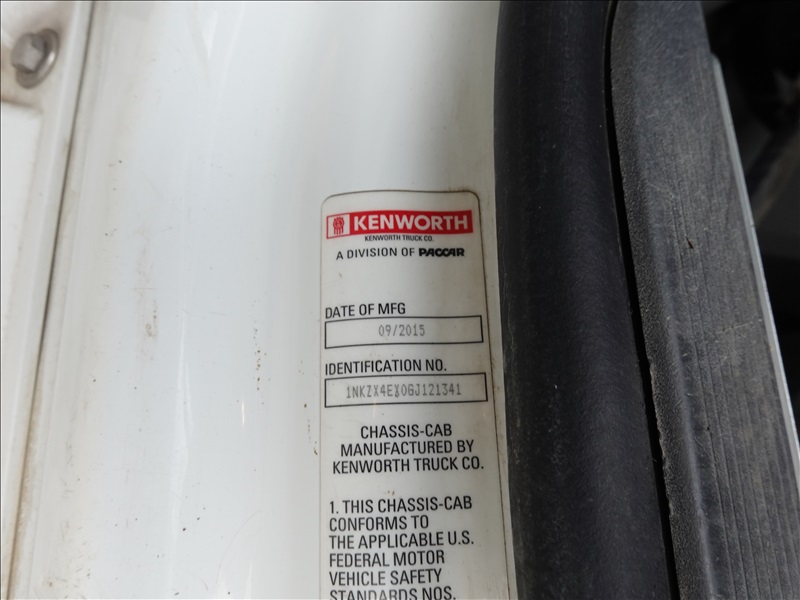 KENWORTH
KENWORTH TRUCK CO.
A DIVISION OF PACCAR
DATE OF MFG
09/2015
IDENTIFICATION NO.
1NKZX4EX0GJ121341
CHASSIS-CAB
MANUFACTURED BY
KENWORTH TRUCK CO.
1. THIS CHASSIS-CAB
CONFORMS TO
THE APPLICABLE U.S.
FEDERAL MOTOR
VEHICLE SAFETY
STANDARDS NOS.